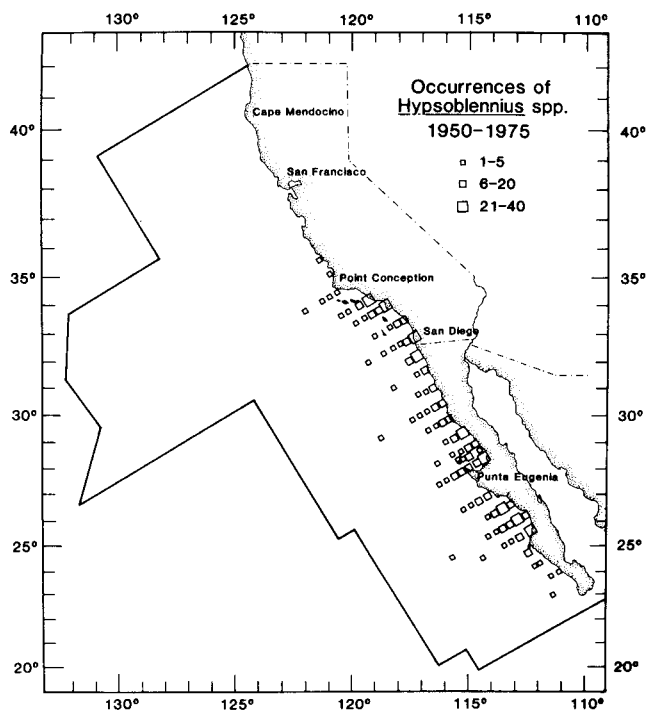 130° 125° 120° 115° 110°
Occurrences of
Hypsoblennius spp.
1950-1975
1-5
6-20
21-40
Cape Mendocino
San Francisco
Point Conception
San Diego
Punta Eugenia
40° 40°
35° 35°
30° 30°
25° 25°
20° 20°
130° 125° 120° 115° 110°